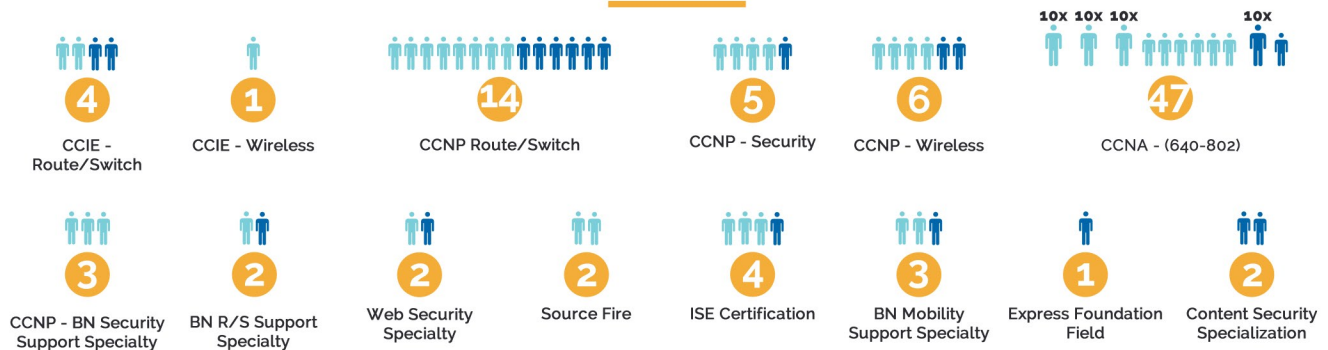 10x 10x 10x 10x
4 1 14 5 6 47
CCIE -
Route/Switch
CCIE - Wireless
CCNP Route/Switch
CCNP - Security
CCNP - Wireless
CCNA - (640-802)
3 2 2 2 4 3 1 2
CCNP - BN Security
Support Specialty
BN R/S Support
Specialty
Web Security
Specialty
Source Fire
ISE Certification
BN Mobility
Support Specialty
Express Foundation
Field
Content Security
Specialization